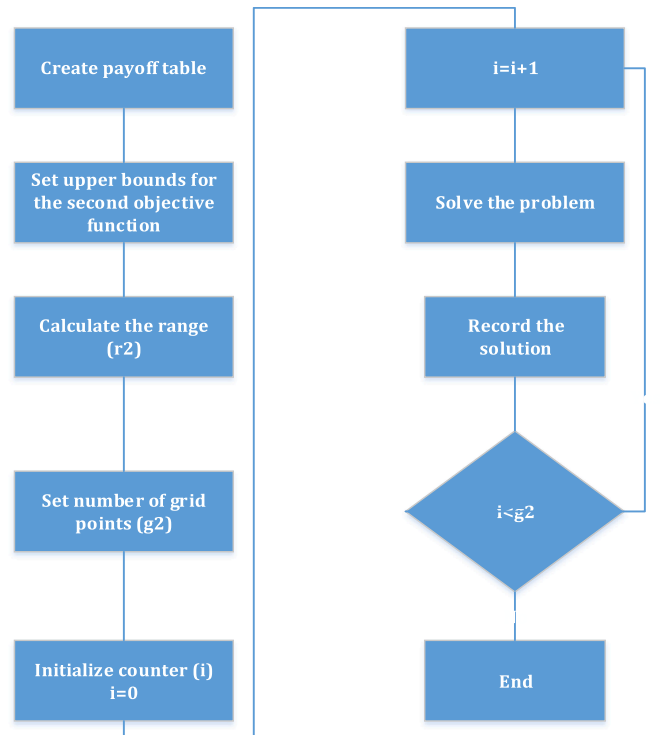 Create payoff table
Set upper bounds for
the second objective
function
Calculate the range
(r2)
Set number of grid
points (g2)
Initialize counter (i)
i=0
i=i+1
Solve the problem
Record the
solution
i<g2
End